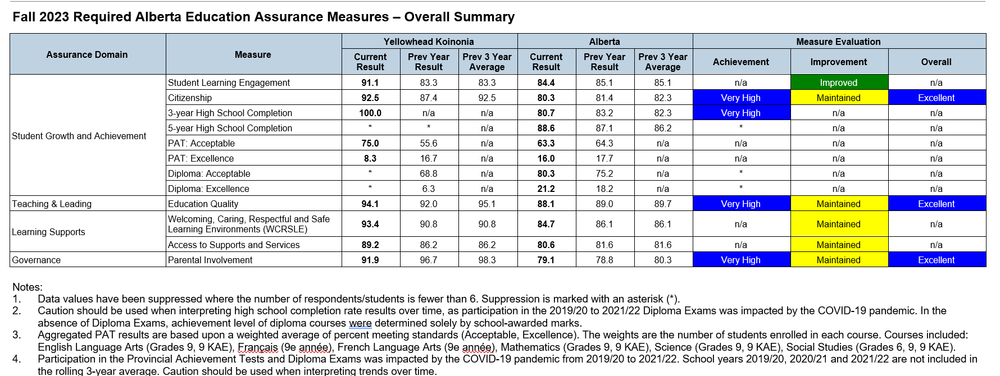 Fall 2023 Required Alberta Education Assurance Measures – Overall Summary
Assurance Domain Measure Yellowhead Koinonia Alberta Measure Evaluation
Current Result Prev Year Result Prev 3 Year Average Current Result Prev Year Result Prev 3 Year Average Achievement Improvement Overall
Student Growth and Achievement
Student Learning Engagement 91.1 83.3 83.3 84.4 85.1 85.1 n/a Improved n/a
Citizenship 92.5 87.4 92.5 80.3 81.4 82.3 Very High Maintained Excellent
3-year High School Completion 100.0 n/a n/a 80.7 83.2 82.3 Very High n/a n/a
5-year High School Completion * * n/a 88.6 87.1 86.2 * n/a n/a
PAT: Acceptable 75.0 55.6 n/a 63.3 64.3 n/a n/a n/a n/a
PAT: Excellence 8.3 16.7 n/a 16.0 17.7 n/a n/a n/a n/a
Diploma: Acceptable * 68.8 n/a 80.3 75.2 n/a * n/a n/a
Diploma: Excellence * 6.3 n/a 21.2 18.2 n/a * n/a n/a
Teaching & Leading Education Quality 94.1 92.0 95.1 88.1 89.0 89.7 Very High Maintained Excellent
Learning Supports
Welcoming, Caring, Respectful and Safe
Learning Environments (WCRSLE) 93.4 90.8 90.8 84.7 86.1 86.1 n/a Maintained n/a
Access to Supports and Services 89.2 86.2 86.2 80.6 81.6 81.6 n/a Maintained n/a
Governance Parental Involvement 91.9 96.7 98.3 79.1 78.8 80.3 Very High Maintained Excellent
Notes:
1. Data values have been suppressed where the number of respondents/students is fewer than 6. Suppression is marked with an asterisk (*).
2. Caution should be used when interpreting high school completion rate results over time, as participation in the 2019/20 to 2021/22 Diploma Exams was impacted by the COVID-19 pandemic. In the
absence of Diploma Exams, achievement level of diploma courses were determined solely by school-awarded marks.
3. Aggregated PAT results are based upon a weighted average of percent meeting standards (Acceptable, Excellence). The weights are the number of students enrolled in each course. Courses included:
English Language Arts (Grades 9, 9 KAE), Français (9e année), French Language Arts (9e année), Mathematics (Grades 9, 9 KAE), Science (Grades 9, 9 KAE), Social Studies (Grades 6, 9, 9 KAE).
4. Participation in the Provincial Achievement Tests and Diploma Exams was impacted by the COVID-19 pandemic from 2019/20 to 2021/22. School years 2019/20, 2020/21 and 2021/22 are not included in
the rolling 3-year average. Caution should be used when interpreting trends over time.